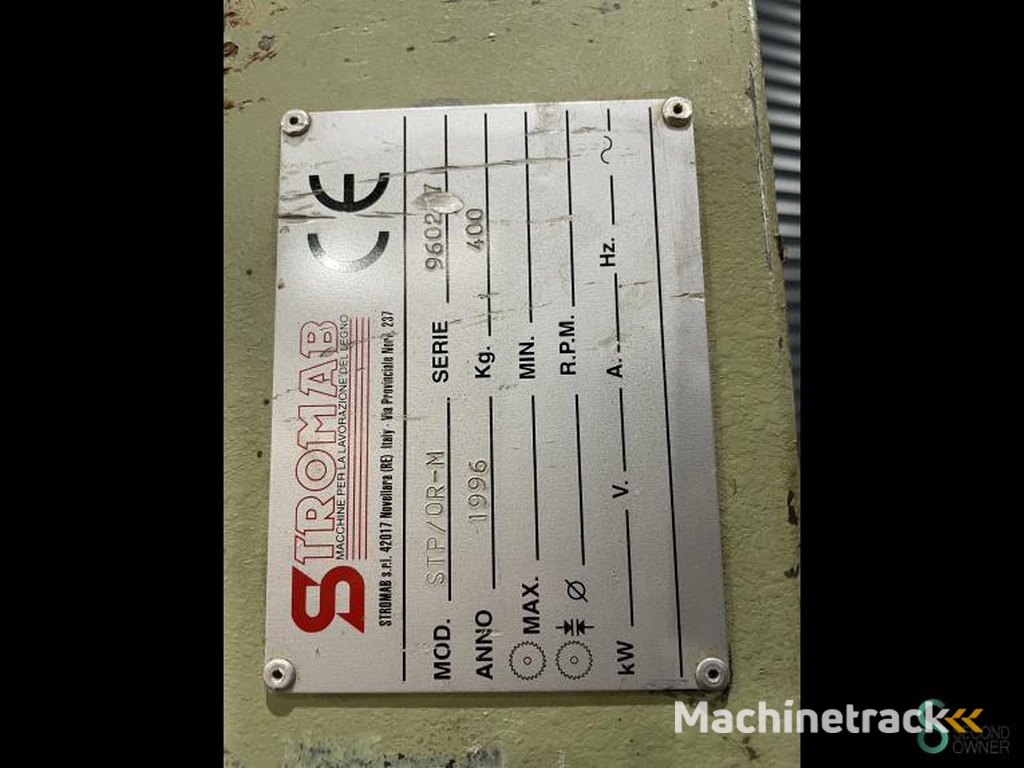 STROMAB
MACCHINE PER LA LAVORAZIONE DEL LEGNO
CE
STROMAB s.r.l. 42017 Novellara (RE) Italy - Via Provinciale Nord, 237
MOD. STP/OR-M SERIE
ANNO 1996 Kg. 400
MAX. MIN.
Ø R.P.M.
kW V. A. Hz. ~
Machinetrack
SECOND
OWNER